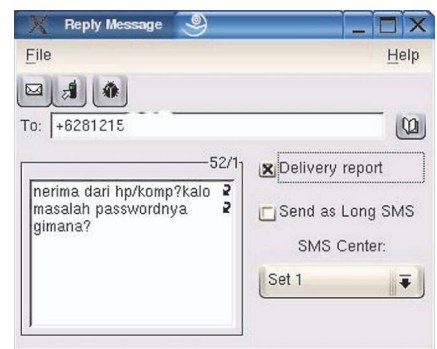 Reply Message
File Help
To: +6281215
52/1
nerima dari hp/komp?kalo
masalah passwordnya
gimana?
Delivery report
Send as Long SMS
SMS Center:
Set 1